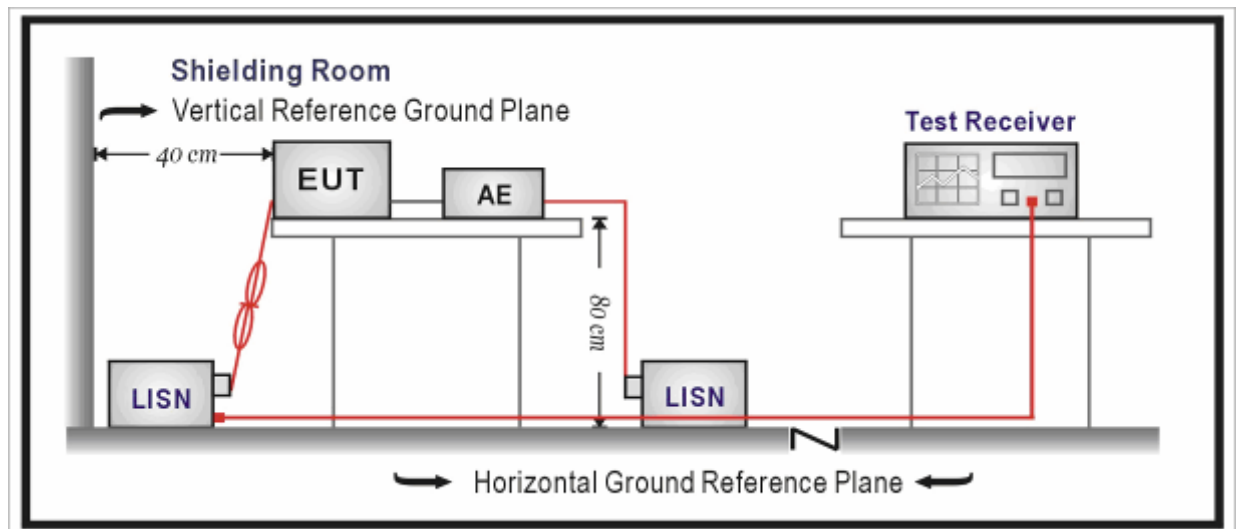 Shielding Room
Vertical Reference Ground Plane
Test Receiver
40 cm
EUT
AE
80 cm
LISN
LISN
Horizontal Ground Reference Plane